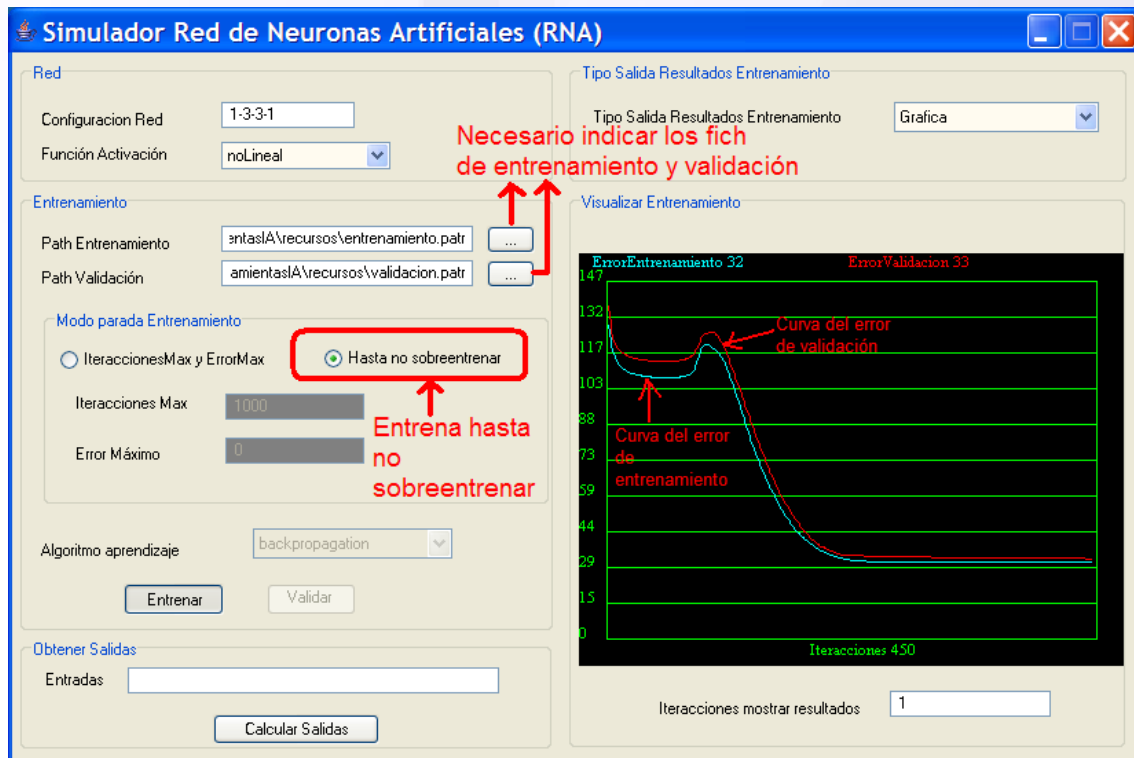 Simulador Red de Neuronas Artificiales (RNA)
Red
Configuracion Red
1-3-3-1
Función Activación
noLineal
Tipo Salida Resultados Entrenamiento
Tipo Salida Resultados Entrenamiento
Grafica
Necesario indicar los fich
de entrenamiento y validación
Entrenamiento
Path Entrenamiento
entasIA\recursos\entrenamiento.patr
...
Path Validación
amientasIA\recursos\validacion.patr
...
Modo parada Entrenamiento
IteraccionesMax y ErrorMax
Hasta no sobreentrenar
Iteracciones Max
1000
Error Máximo
0
Entrena hasta
no
sobreentrenar
Algoritmo aprendizaje
backpropagation
Entrenar
Validar
Obtener Salidas
Entradas
Calcular Salidas
Visualizar Entrenamiento
ErrorEntrenamiento 32
ErrorValidacion 33
147
132
117
103
88
73
59
44
29
15
0
Curva del error
de validación
Curva del error
de
entrenamiento
Iteracciones 450
Iteracciones mostrar resultados
1